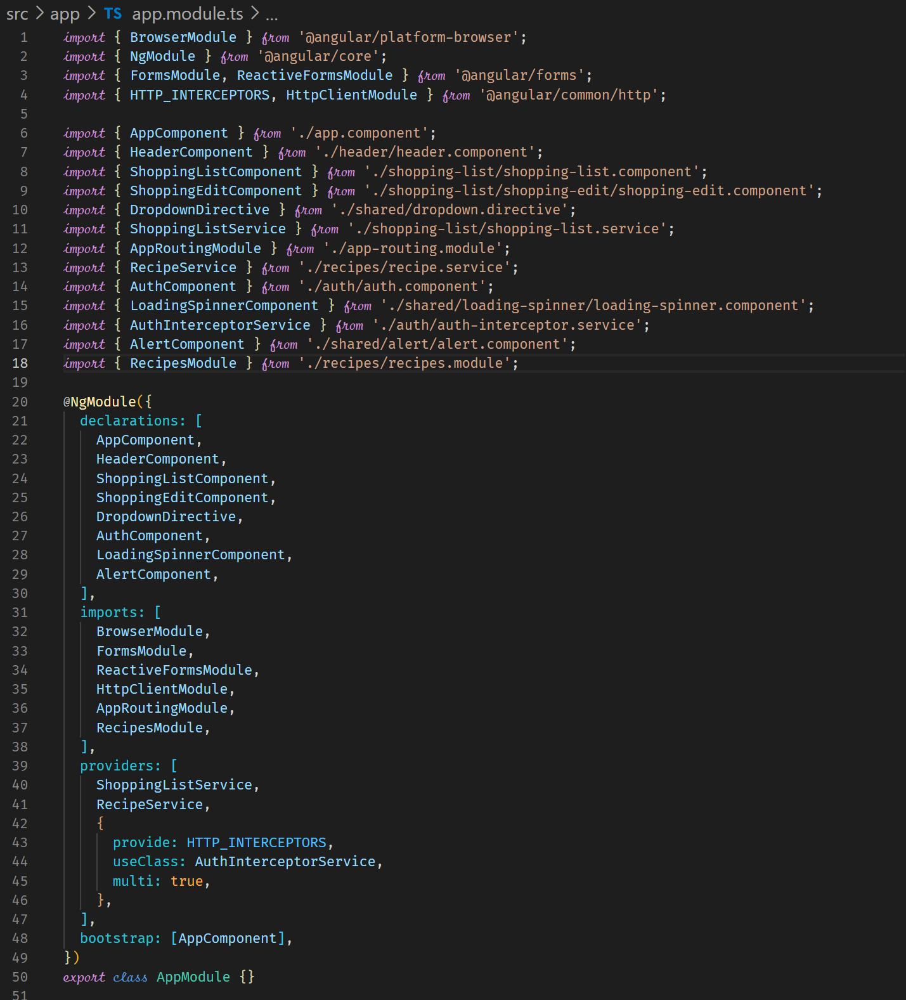 src > app > TS app.module.ts > ...
1 import { BrowserModule } from '@angular/platform-browser';
2 import { NgModule } from '@angular/core';
3 import { FormsModule, ReactiveFormsModule } from '@angular/forms';
4 import { HTTP_INTERCEPTORS, HttpClientModule } from '@angular/common/http';
5
6 import { AppComponent } from './app.component';
7 import { HeaderComponent } from './header/header.component';
8 import { ShoppingListComponent } from './shopping-list/shopping-list.component';
9 import { ShoppingEditComponent } from './shopping-list/shopping-edit/shopping-edit.component';
10 import { DropdownDirective } from './shared/dropdown.directive';
11 import { ShoppingListService } from './shopping-list/shopping-list.service';
12 import { AppRoutingModule } from './app-routing.module';
13 import { RecipeService } from './recipes/recipe.service';
14 import { AuthComponent } from './auth/auth.component';
15 import { LoadingSpinnerComponent } from './shared/loading-spinner/loading-spinner.component';
16 import { AuthInterceptorService } from './auth/auth-interceptor.service';
17 import { AlertComponent } from './shared/alert/alert.component';
18 import { RecipesModule } from './recipes/recipes.module';
19
20 @NgModule({
21   declarations: [
22     AppComponent,
23     HeaderComponent,
24     ShoppingListComponent,
25     ShoppingEditComponent,
26     DropdownDirective,
27     AuthComponent,
28     LoadingSpinnerComponent,
29     AlertComponent,
30   ],
31   imports: [
32     BrowserModule,
33     FormsModule,
34     ReactiveFormsModule,
35     HttpClientModule,
36     AppRoutingModule,
37     RecipesModule,
38   ],
39   providers: [
40     ShoppingListService,
41     RecipeService,
42     {
43       provide: HTTP_INTERCEPTORS,
44       useClass: AuthInterceptorService,
45       multi: true,
46     },
47   ],
48   bootstrap: [AppComponent],
49 })
50 export class AppModule {}
51